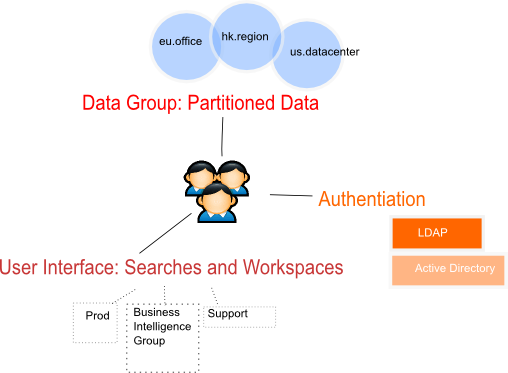 eu.office
hk.region
us.datacenter
Data Group: Partitioned Data
Authentiation
LDAP
Active Directory
User Interface: Searches and Workspaces
Prod
Business
Intelligence
Group
Support